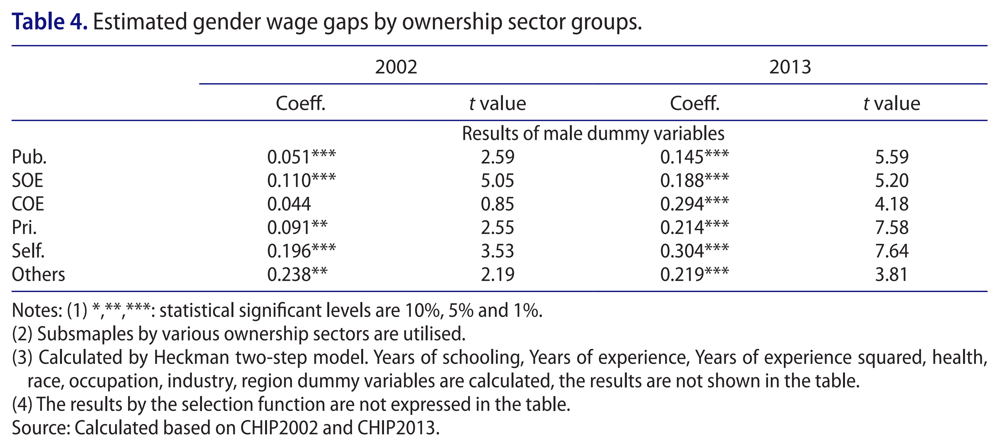 Table 4. Estimated gender wage gaps by ownership sector groups.
2002 2013
Coeff. t value Coeff. t value
Results of male dummy variables
Pub. 0.051*** 2.59 0.145*** 5.59
SOE 0.110*** 5.05 0.188*** 5.20
COE 0.044 0.85 0.294*** 4.18
Pri. 0.091** 2.55 0.214*** 7.58
Self. 0.196*** 3.53 0.304*** 7.64
Others 0.238** 2.19 0.219*** 3.81
Notes: (1) *,**,***: statistical significant levels are 10%, 5% and 1%.
(2) Subsmaples by various ownership sectors are utilised.
(3) Calculated by Heckman two-step model. Years of schooling, Years of experience, Years of experience squared, health,
race, occupation, industry, region dummy variables are calculated, the results are not shown in the table.
(4) The results by the selection function are not expressed in the table.
Source: Calculated based on CHIP2002 and CHIP2013.